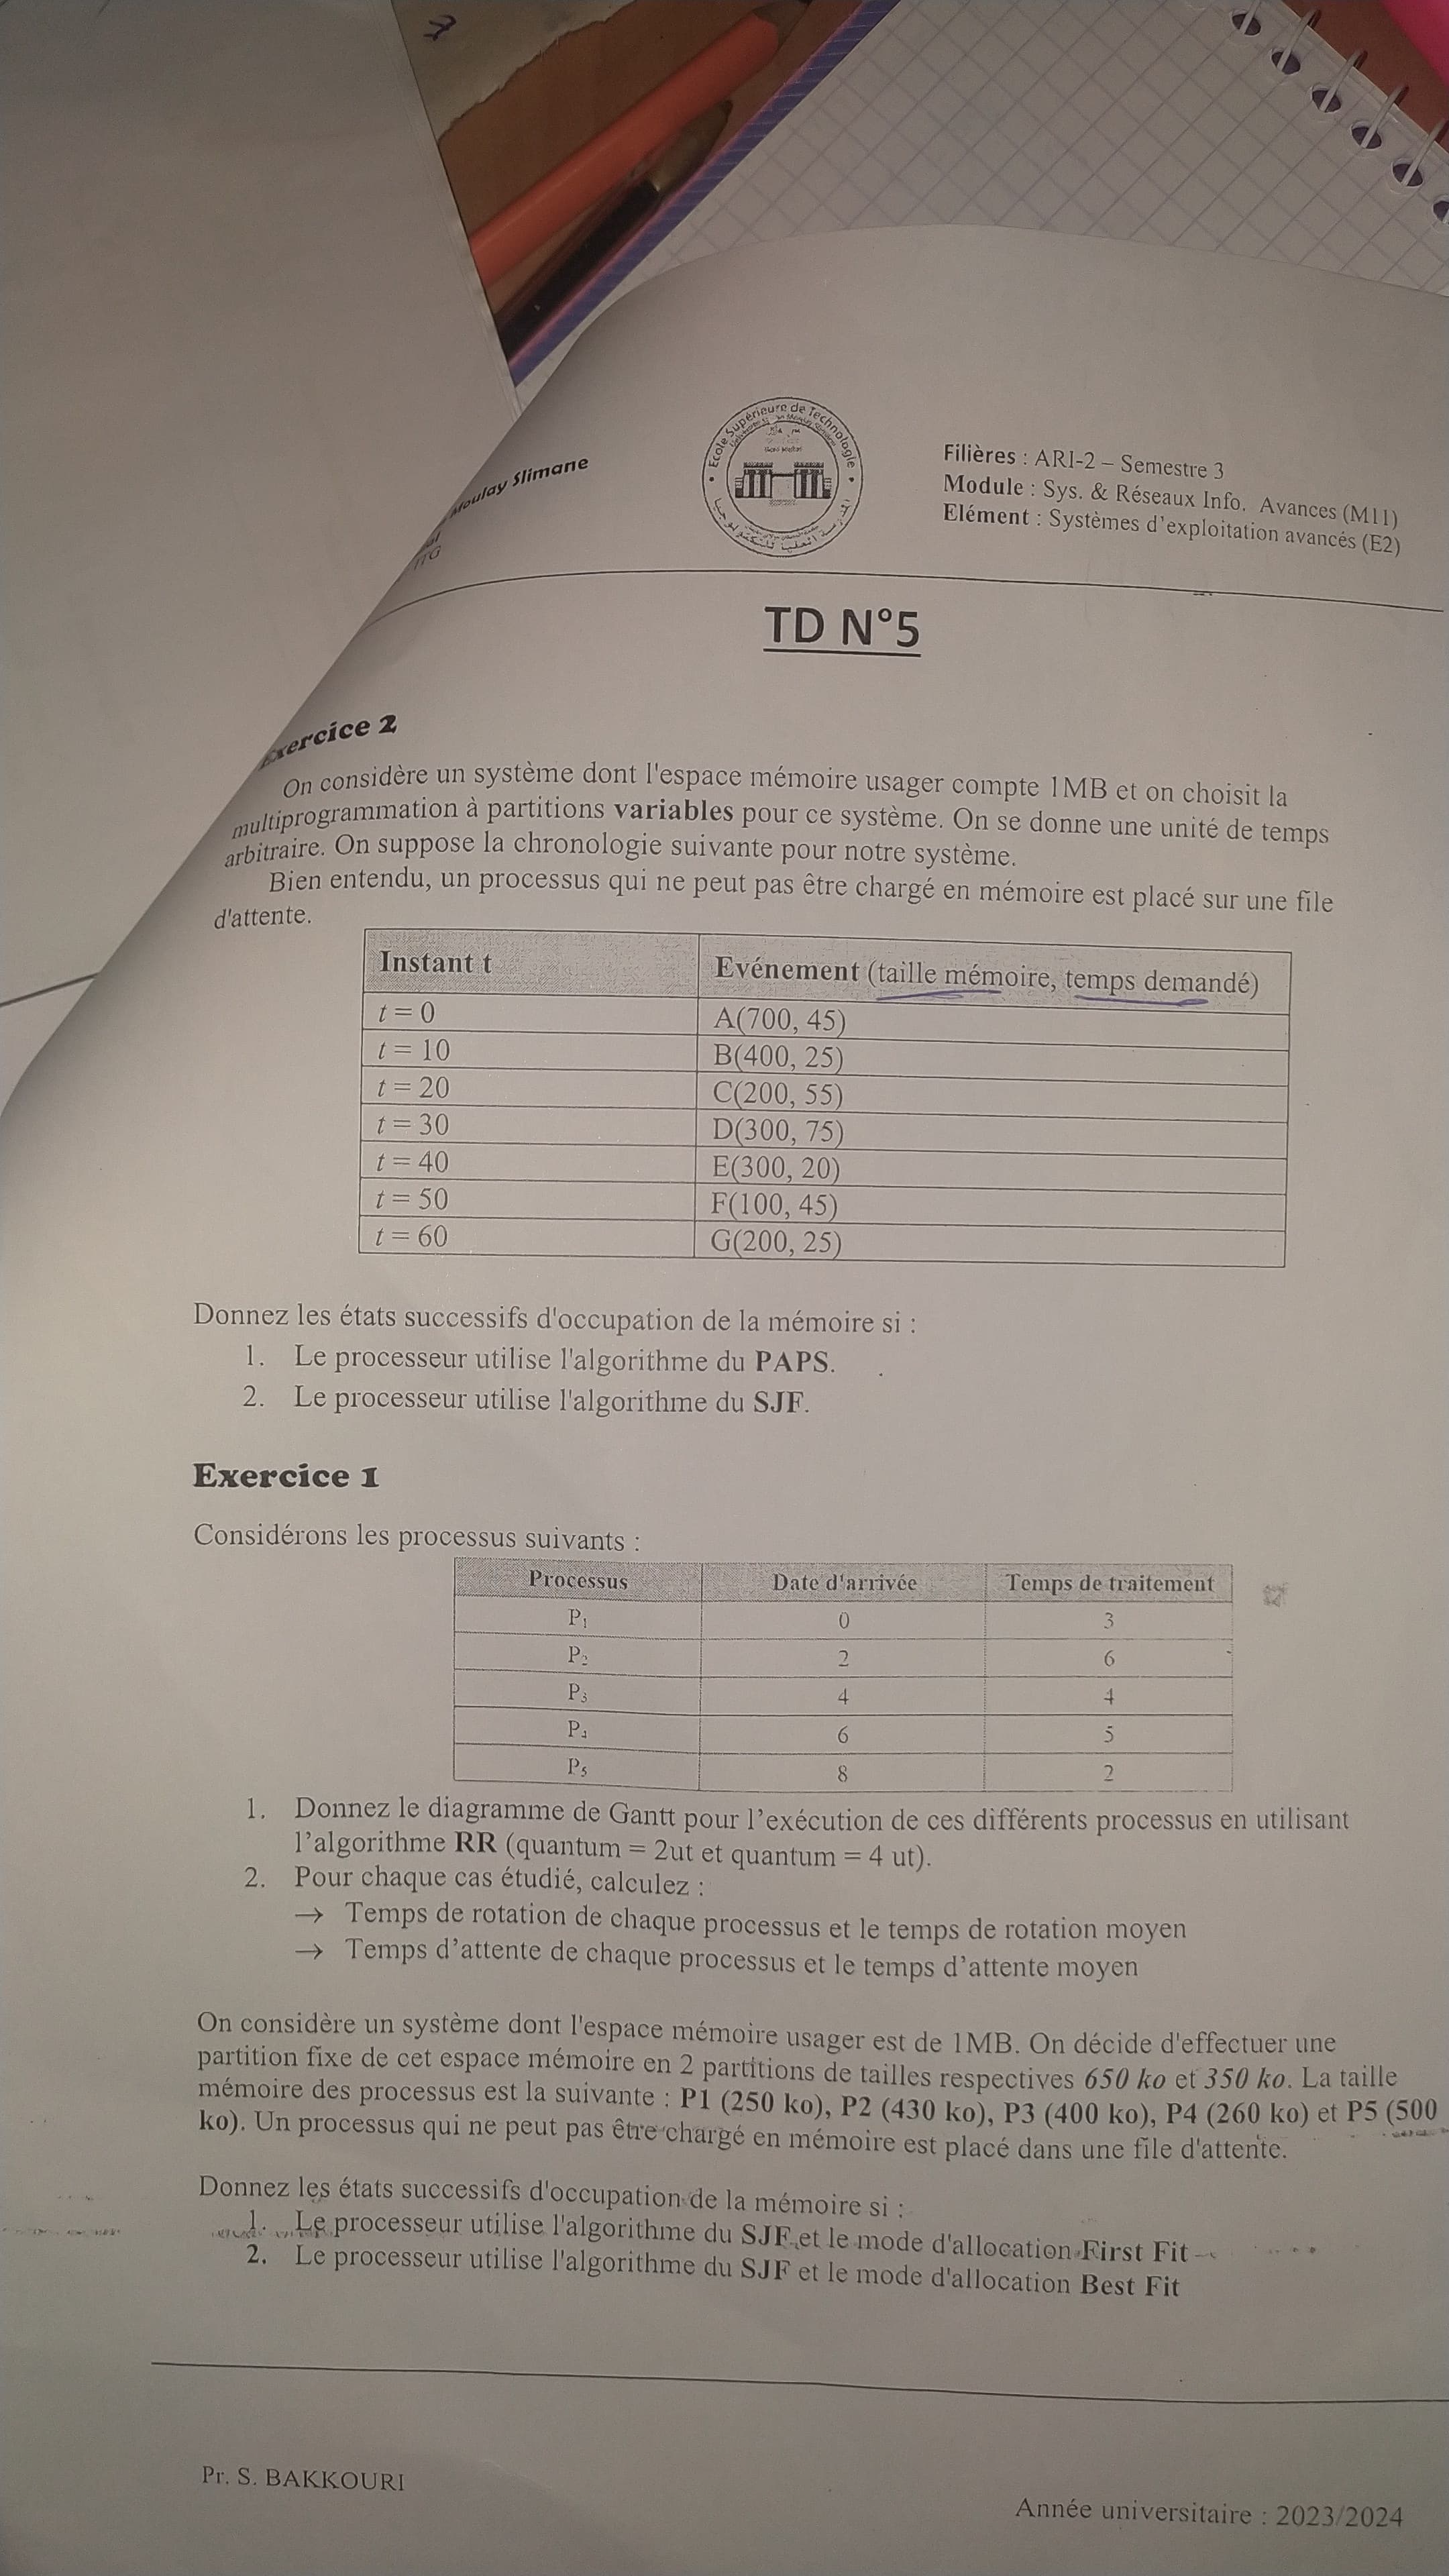 Moulay Slimane
Ecole Supérieure de Technologie
المدرسة العليا للتكنولوجيا
Filières : ARI-2 – Semestre 3
Module : Sys. & Réseaux Info. Avances (M11)
Elément : Systèmes d'exploitation avancés (E2)
TD N°5
Exercice 2
On considère un système dont l'espace mémoire usager compte 1MB et on choisit la
multiprogrammation à partitions variables pour ce système. On se donne une unité de temps
arbitraire. On suppose la chronologie suivante pour notre système.
Bien entendu, un processus qui ne peut pas être chargé en mémoire est placé sur une file
d'attente.
Instant t Evénement (taille mémoire, temps demandé)
t = 0 A(700, 45)
t = 10 B(400, 25)
t = 20 C(200, 55)
t = 30 D(300, 75)
t = 40 E(300, 20)
t = 50 F(100, 45)
t = 60 G(200, 25)
Donnez les états successifs d'occupation de la mémoire si :
1. Le processeur utilise l'algorithme du PAPS.
2. Le processeur utilise l'algorithme du SJF.
Exercice 1
Considérons les processus suivants :
Processus Date d'arrivée Temps de traitement
P1 0 3
P2 2 6
P3 4 4
P4 6 5
P5 8 2
1. Donnez le diagramme de Gantt pour l'exécution de ces différents processus en utilisant
l'algorithme RR (quantum = 2ut et quantum = 4 ut).
2. Pour chaque cas étudié, calculez :
→ Temps de rotation de chaque processus et le temps de rotation moyen
→ Temps d'attente de chaque processus et le temps d'attente moyen
On considère un système dont l'espace mémoire usager est de 1MB. On décide d'effectuer une
partition fixe de cet espace mémoire en 2 partitions de tailles respectives 650 ko et 350 ko. La taille
mémoire des processus est la suivante : P1 (250 ko), P2 (430 ko), P3 (400 ko), P4 (260 ko) et P5 (500
ko). Un processus qui ne peut pas être chargé en mémoire est placé dans une file d'attente.
Donnez les états successifs d'occupation de la mémoire si :
1. Le processeur utilise l'algorithme du SJF et le mode d'allocation First Fit
2. Le processeur utilise l'algorithme du SJF et le mode d'allocation Best Fit
Pr. S. BAKKOURI
Année universitaire : 2023/2024